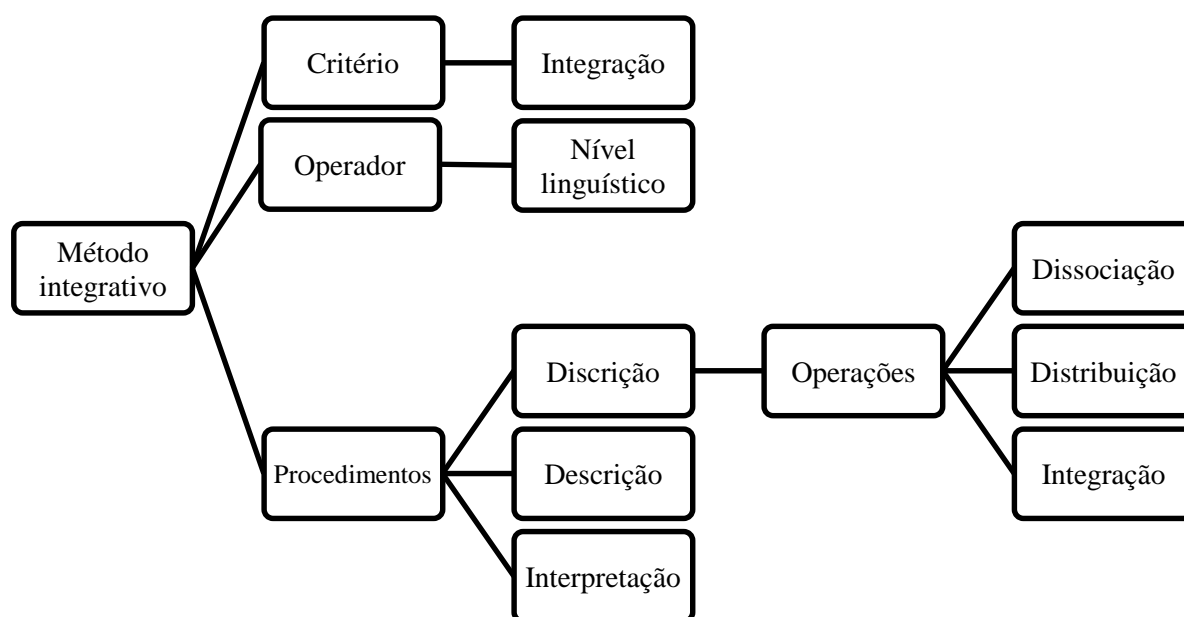 Critério
Integração
Operador
Nível
linguístico
Método
integrativo
Dissociação
Discrição
Operações
Distribuição
Procedimentos
Descrição
Integração
Interpretação